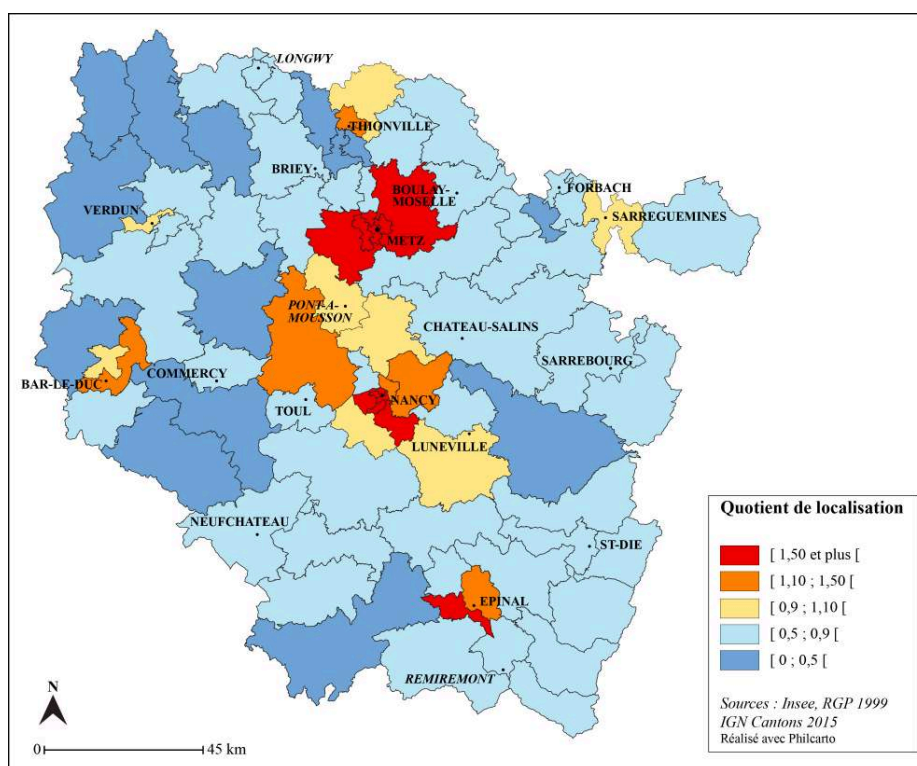 LONGWY
THIONVILLE
BRIEY
BOULAY-
MOSELLE
FORBACH
SARREGUEMINES
VERDUN
METZ
PONT-A-
MOUSSON
CHATEAU-SALINS
SARREBOURG
COMMERCY
BAR-LE-DUC
TOUL
NANCY
LUNEVILLE
NEUFCHATEAU
ST-DIE
EPINAL
REMIREMONT
N
0
45 km
Quotient de localisation
[ 1,50 et plus [
[ 1,10 ; 1,50 [
[ 0,9 ; 1,10 [
[ 0,5 ; 0,9 [
[ 0 ; 0,5 [
Sources : Insee, RGP 1999
IGN Cantons 2015
Réalisé avec Philcarto